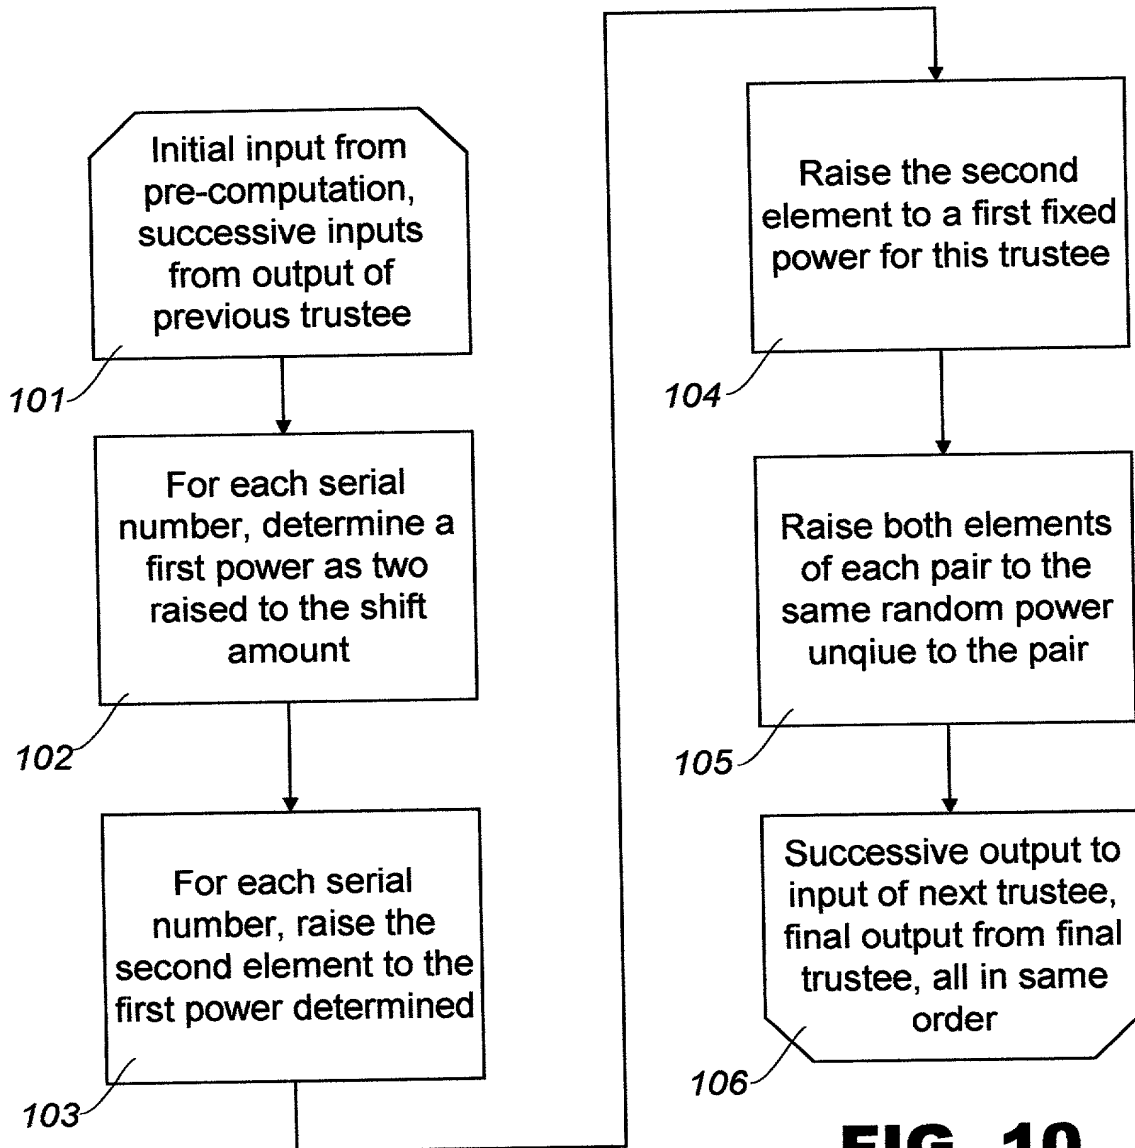 Initial input from
pre-computation,
successive inputs
from output of
previous trustee
101
For each serial
number, determine a
first power as two
raised to the shift
amount
102
For each serial
number, raise the
second element to the
first power determined
103
Raise the second
element to a first fixed
power for this trustee
104
Raise both elements
of each pair to the
same random power
unqiue to the pair
105
Successive output to
input of next trustee,
final output from final
trustee, all in same
order
106
FIG. 10